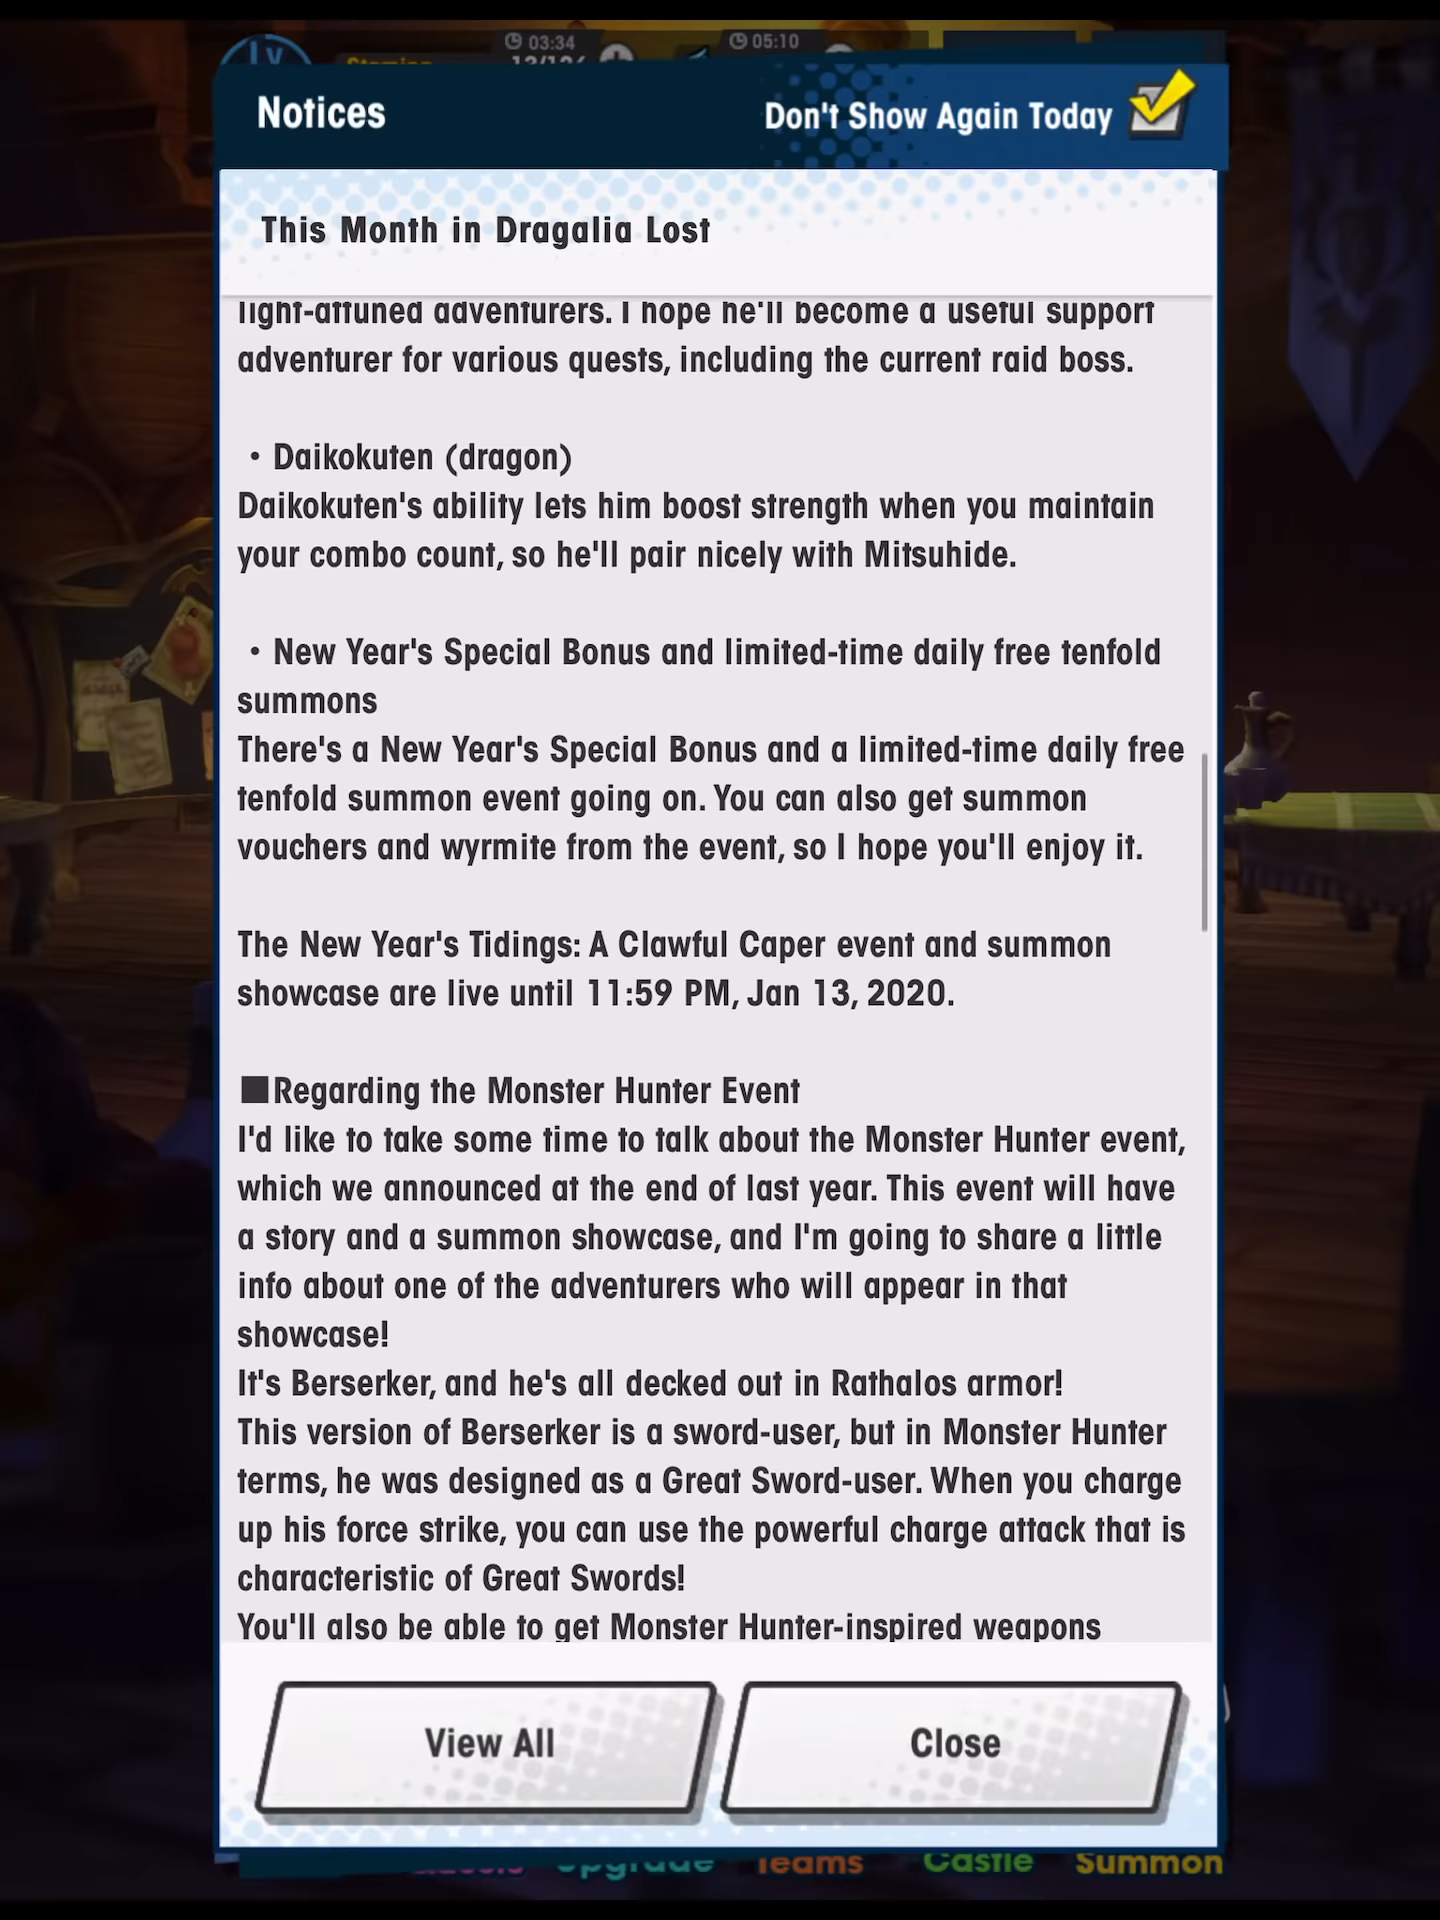 Lv
03:34
05:10
Stamina
Notices
Don't Show Again Today
This Month in Dragalia Lost
light-attuned adventurers. I hope he'll become a useful support
adventurer for various quests, including the current raid boss.
・Daikokuten (dragon)
Daikokuten's ability lets him boost strength when you maintain
your combo count, so he'll pair nicely with Mitsuhide.
・New Year's Special Bonus and limited-time daily free tenfold
summons
There's a New Year's Special Bonus and a limited-time daily free
tenfold summon event going on. You can also get summon
vouchers and wyrmite from the event, so I hope you'll enjoy it.
The New Year's Tidings: A Clawful Caper event and summon
showcase are live until 11:59 PM, Jan 13, 2020.
■Regarding the Monster Hunter Event
I'd like to take some time to talk about the Monster Hunter event,
which we announced at the end of last year. This event will have
a story and a summon showcase, and I'm going to share a little
info about one of the adventurers who will appear in that
showcase!
It's Berserker, and he's all decked out in Rathalos armor!
This version of Berserker is a sword-user, but in Monster Hunter
terms, he was designed as a Great Sword-user. When you charge
up his force strike, you can use the powerful charge attack that is
characteristic of Great Swords!
You'll also be able to get Monster Hunter-inspired weapons
View All
Close
Upgrade
Teams
Castle
Summon